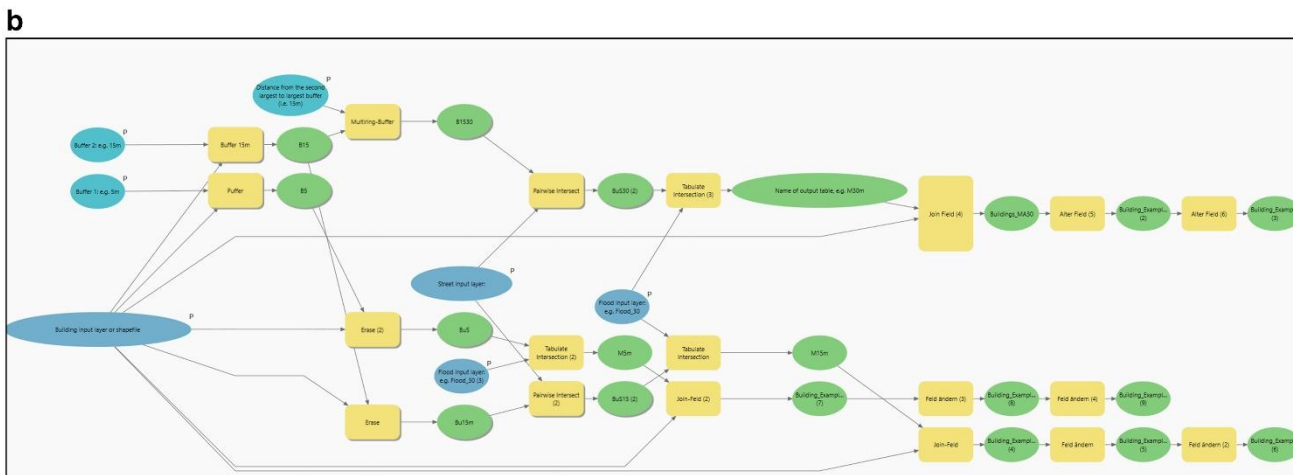 b
P
Distance from the second
largest to largest buffer
(i.e. 15m)
Multiring-Buffer
B1530
P
Buffer 2: e.g. 15m
Buffer 15m
B15
P
Buffer 1: e.g. 5m
Puffer
B5
Pairwise Intersect
BuS30 (2)
Tabulate
Intersection (3)
Name of output table, e.g. M30m
Join Field (4)
Buildings_MA30
Alter Field (5)
Building_Exampl...
(2)
Alter Field (6)
Building_Exampl...
(3)
P
Street input layer:
P
Flood input layer:
e.g. Flood_30
P
Building input layer or shapefile
Erase (2)
Bu5
Tabulate
Intersection (2)
M5m
Tabulate
Intersection
M15m
P
Flood input layer:
e.g. Flood_30 (3)
Pairwise Intersect
(2)
BuS15 (2)
Join-Feld (2)
Building_Exampl...
(7)
Feld ändern (3)
Building_Exampl...
(8)
Feld ändern (4)
Building_Exampl...
(9)
Erase
Bu15m
Join-Feld
Building_Exampl...
(4)
Feld ändern
Building_Exampl...
(5)
Feld ändern (2)
Building_Exampl...
(6)